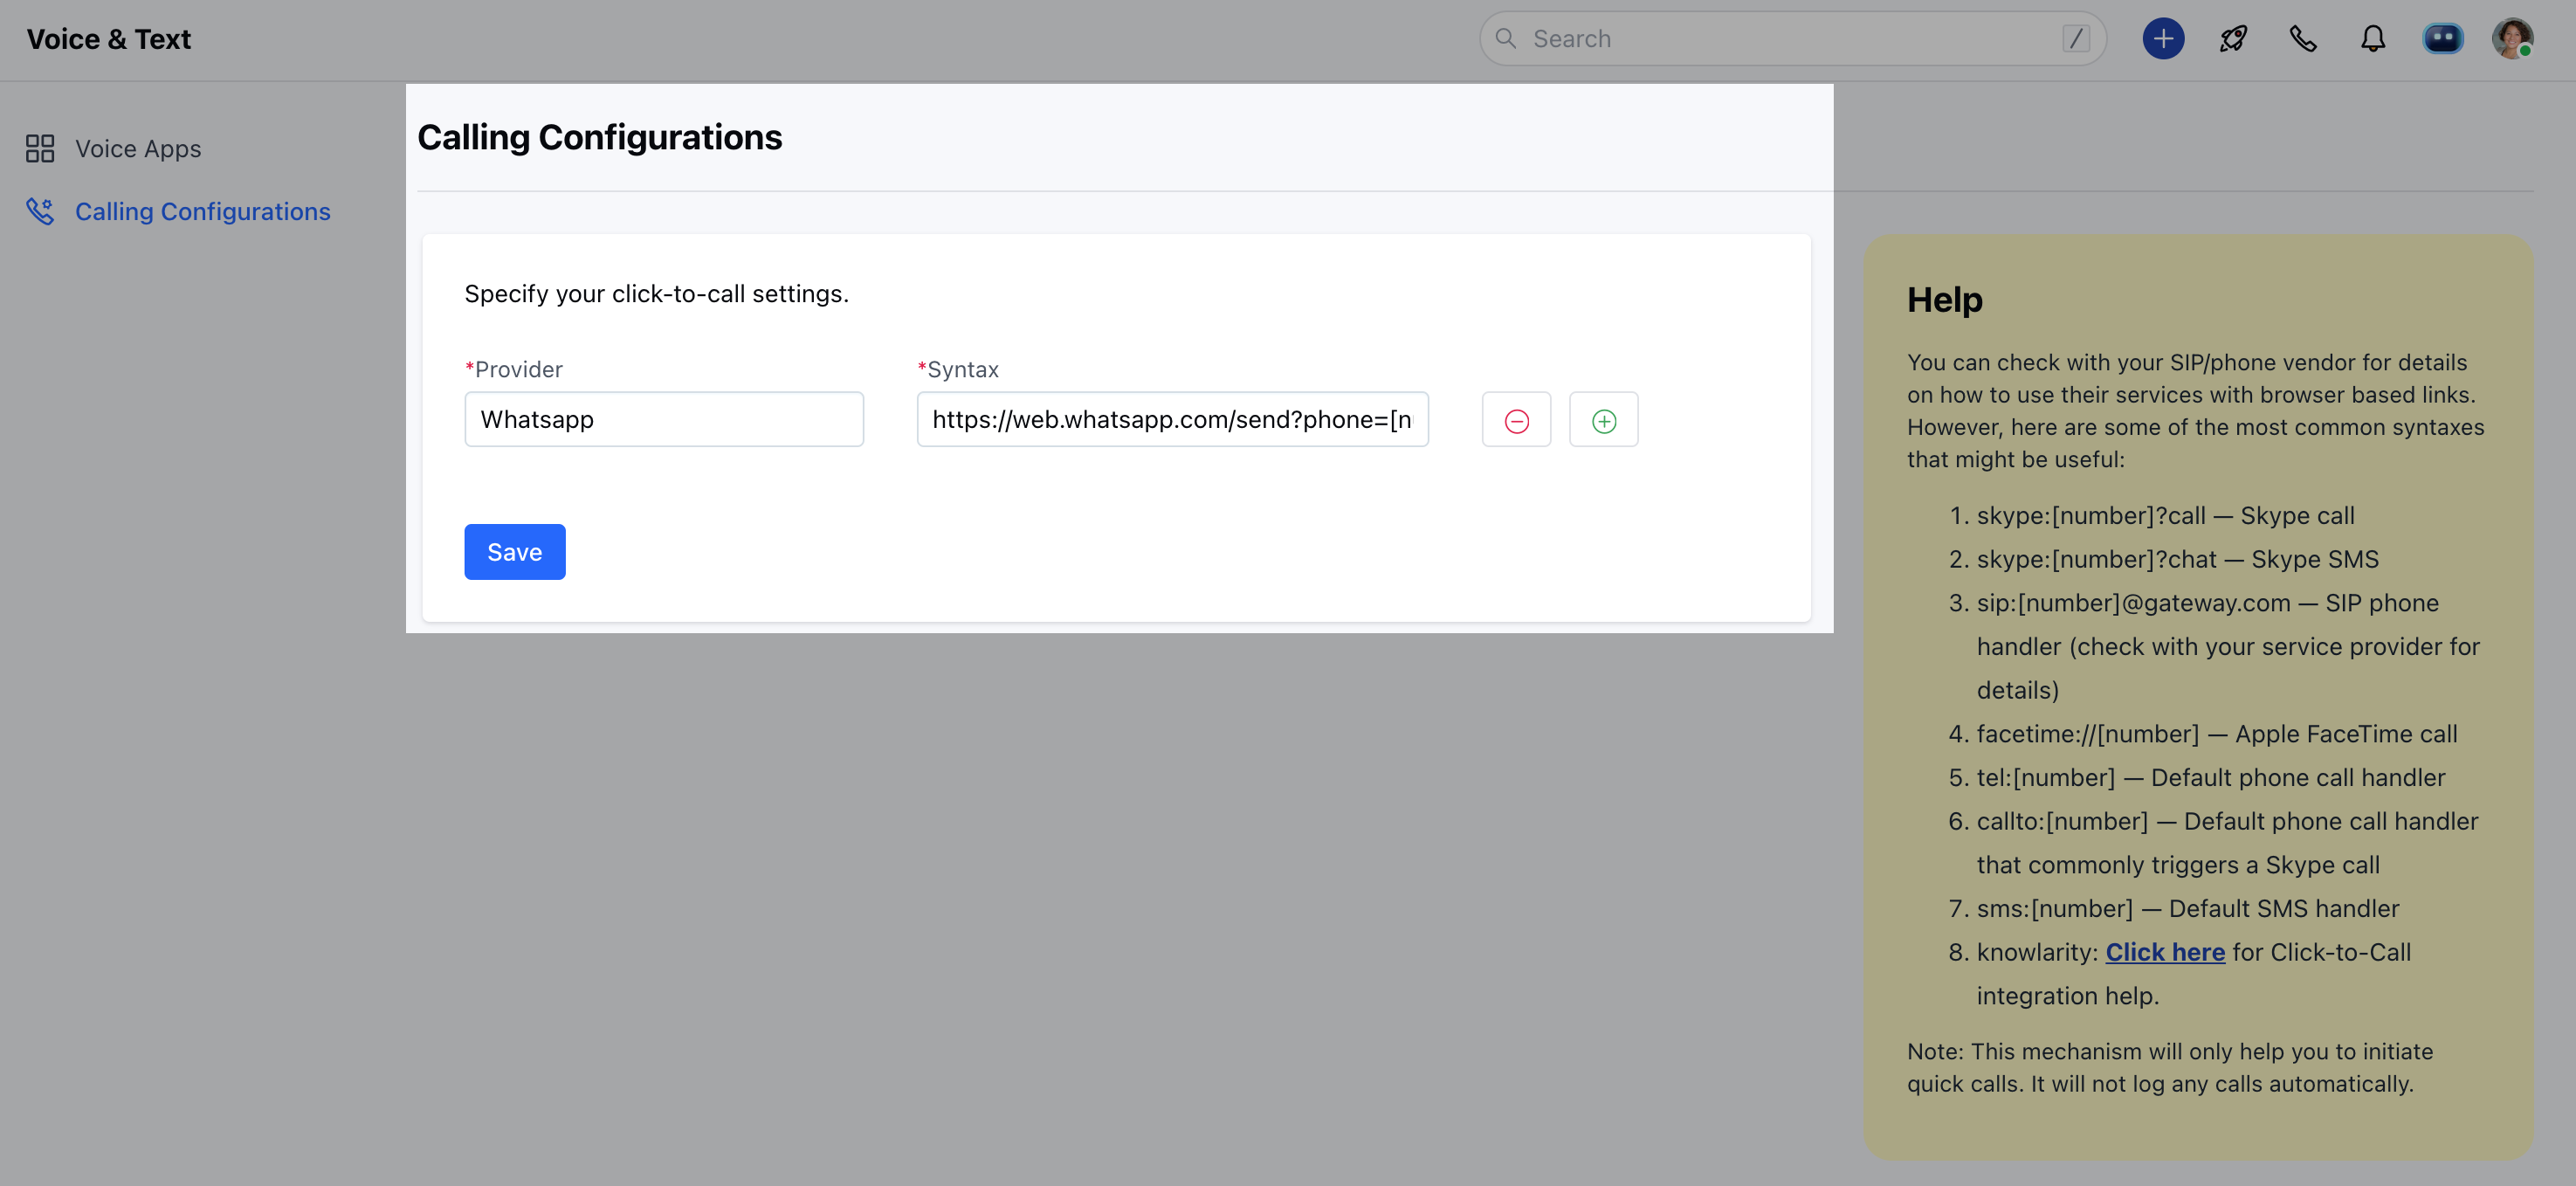 Voice & Text
Search
/
Voice Apps
Calling Configurations
Calling Configurations
Specify your click-to-call settings.
*Provider
*Syntax
Whatsapp
https://web.whatsapp.com/send?phone=[n
Save
Help
You can check with your SIP/phone vendor for details
on how to use their services with browser based links.
However, here are some of the most common syntaxes
that might be useful:
1. skype:[number]?call — Skype call
2. skype:[number]?chat — Skype SMS
3. sip:[number]@gateway.com — SIP phone
handler (check with your service provider for
details)
4. facetime://[number] — Apple FaceTime call
5. tel:[number] — Default phone call handler
6. callto:[number] — Default phone call handler
that commonly triggers a Skype call
7. sms:[number] — Default SMS handler
8. knowlarity: Click here for Click-to-Call
integration help.
Note: This mechanism will only help you to initiate
quick calls. It will not log any calls automatically.